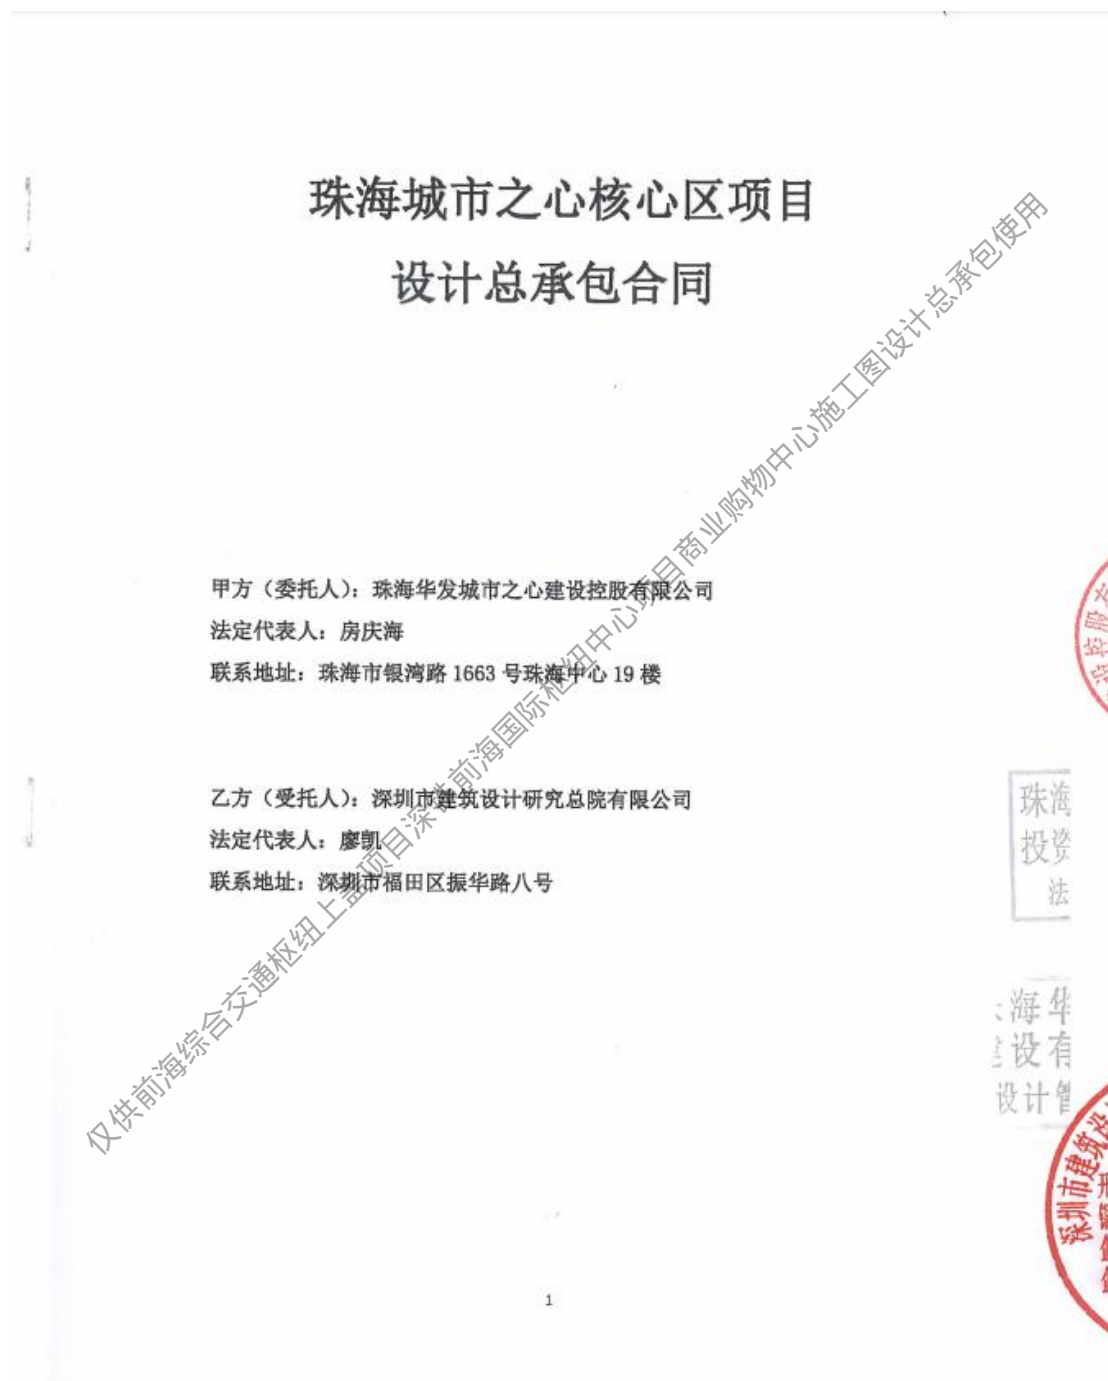 珠海城市之心核心区项目
设计总承包合同
甲方（委托人）：珠海华发城市之心建设控股有限公司
法定代表人：房庆海
联系地址：珠海市银湾路 1663 号珠海中心 19 楼
乙方（受托人）：深圳市建筑设计研究总院有限公司
法定代表人：廖凯
联系地址：深圳市福田区振华路八号
仅供前海综合交通枢纽上盖项目深铁前海国际枢纽中心项目商业购物中心施工图设计总承包使用
控股有
珠海
投资
法
海华
设有
设计管
深圳市建筑设
1